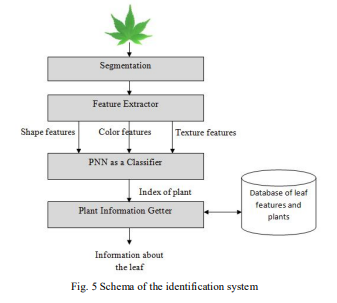 Segmentation
Feature Extractor
Shape features
Color features
Texture features
PNN as a Classifier
Index of plant
Plant Information Getter
Database of leaf
features and
plants
Information about
the leaf
Fig. 5 Schema of the identification system